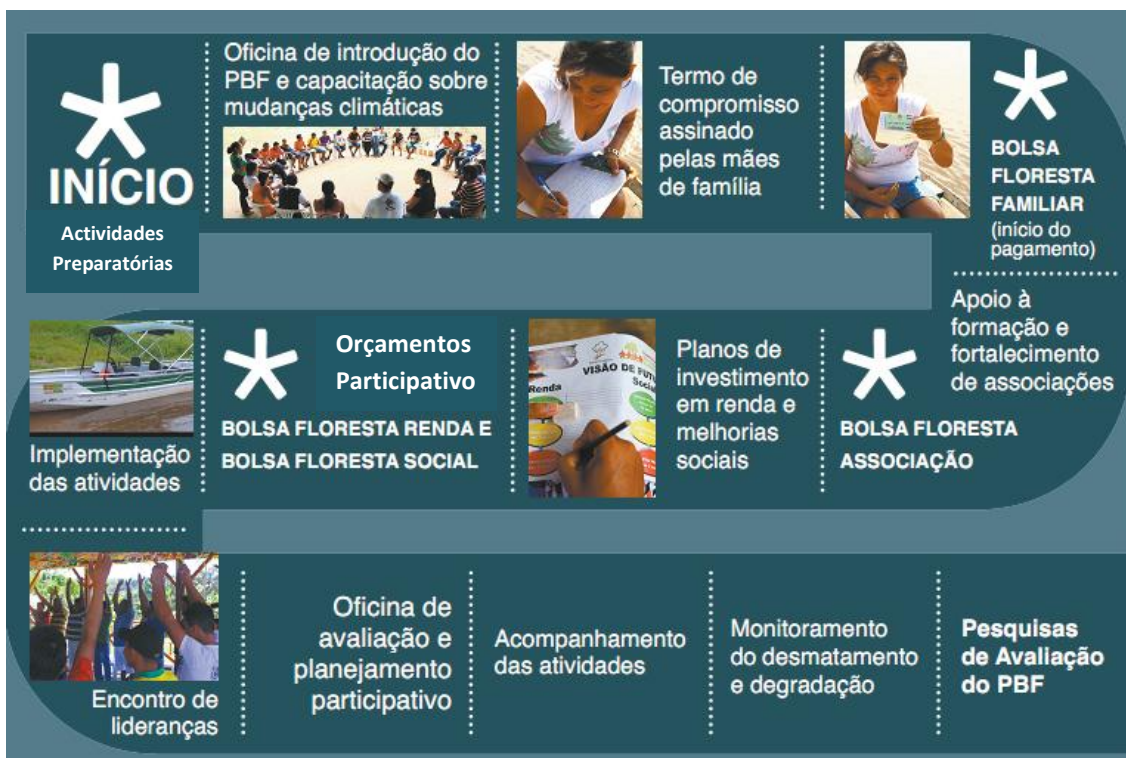 INÍCIO
Actividades
Preparatórias
Oficina de introdução do
PBF e capacitação sobre
mudanças climáticas
Termo de
compromisso
assinado
pelas mães
de família
BOLSA
FLORESTA
FAMILIAR
(início do
pagamento)
Apoio à
formação e
fortalecimento
de associações
BOLSA FLORESTA
ASSOCIAÇÃO
Planos de
investimento
em renda e
melhorias
sociais
VISÃO DE
Renda
Orçamentos
Participativo
BOLSA FLORESTA RENDA E
BOLSA FLORESTA SOCIAL
Implementação
das atividades
Encontro de
lideranças
Oficina de
avaliação e
planejamento
participativo
Acompanhamento
das atividades
Monitoramento
do desmatamento
e degradação
Pesquisas
de Avaliação
do PBF